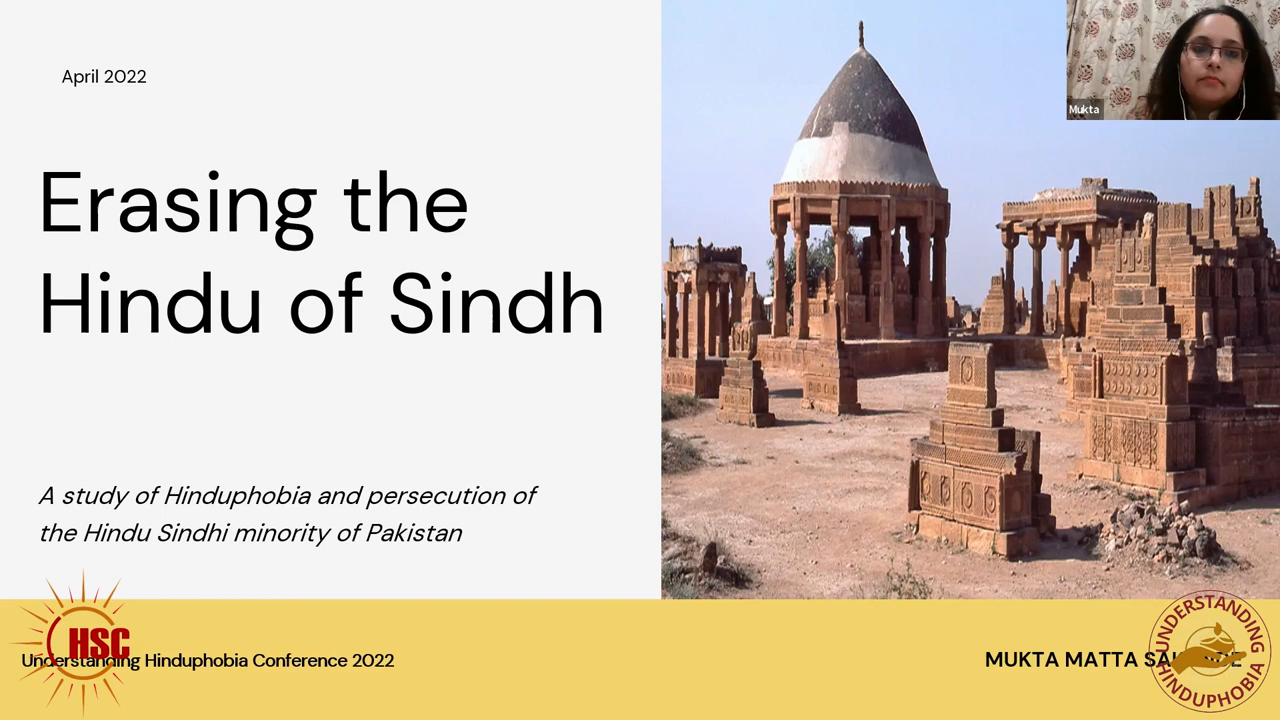 April 2022
Mukta
Erasing the
Hindu of Sindh
A study of Hinduphobia and persecution of
the Hindu Sindhi minority of Pakistan
HSC
Understanding Hinduphobia Conference 2022
MUKTA MATTA
UNDERSTANDING
HINDUPHOBIA